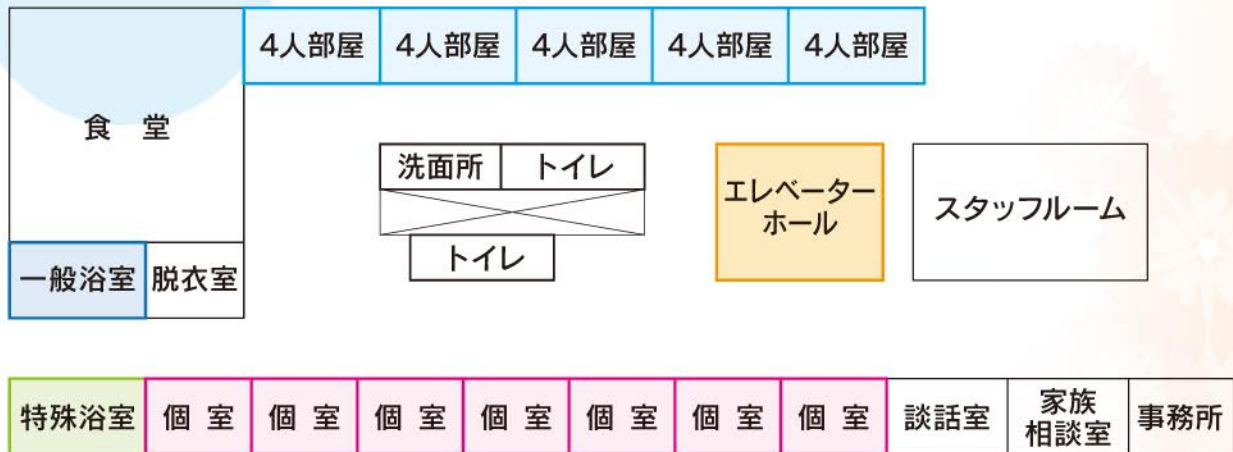 4人部屋 4人部屋 4人部屋 4人部屋 4人部屋
食 堂
洗面所 トイレ
トイレ
エレベーター
ホール
スタッフルーム
一般浴室 脱衣室
特殊浴室 個 室 個 室 個 室 個 室 個 室 個 室 個 室 談話室
家族
相談室
事務所